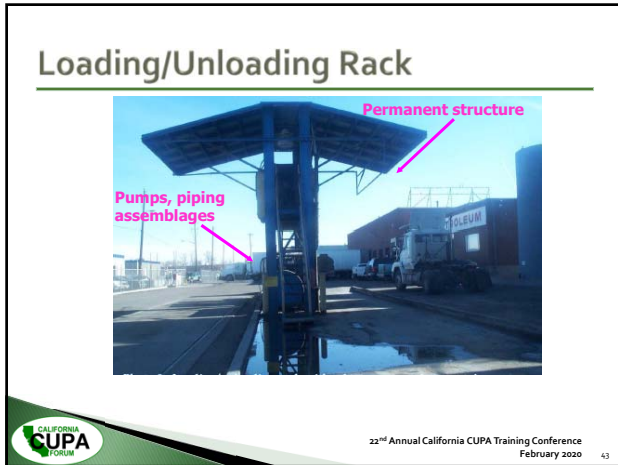 Loading/Unloading Rack
Permanent structure
Pumps, piping
assemblages
OLEUM
CALIFORNIA
CUPA
FORUM
22nd Annual California CUPA Training Conference
February 2020
43